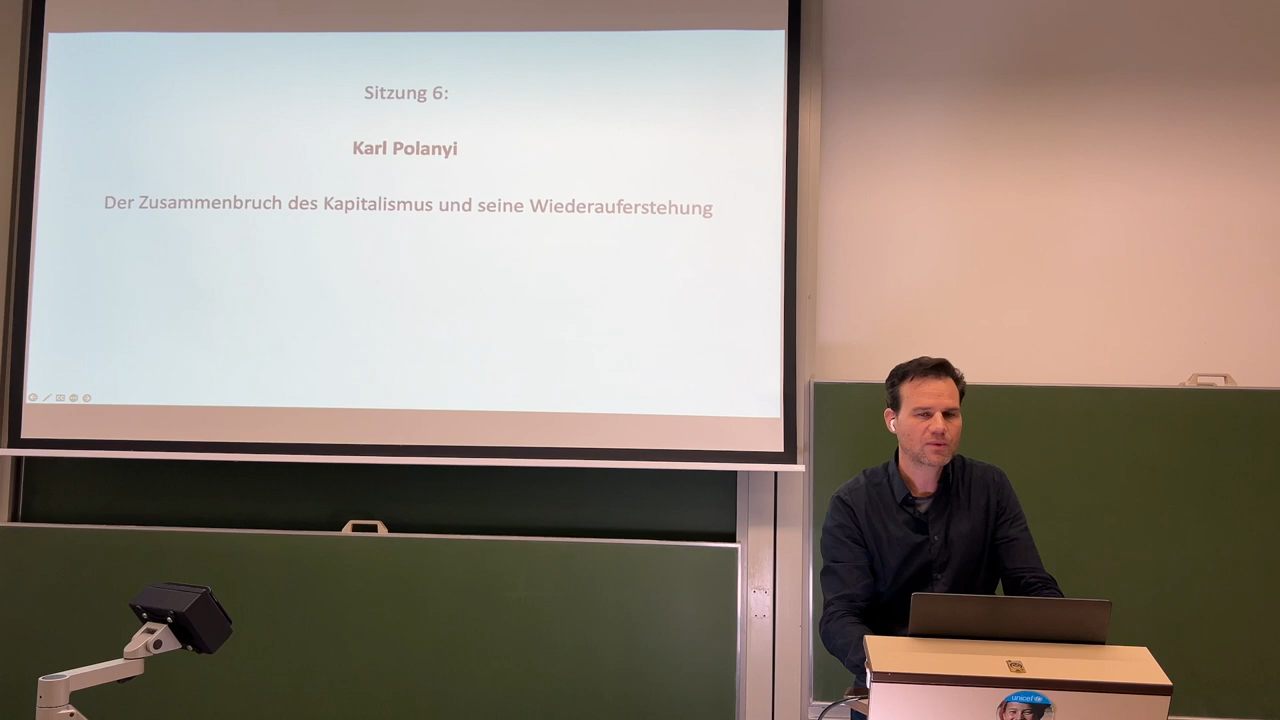 Sitzung 6:
Karl Polanyi
Der Zusammenbruch des Kapitalismus und seine Wiederauferstehung
unicef